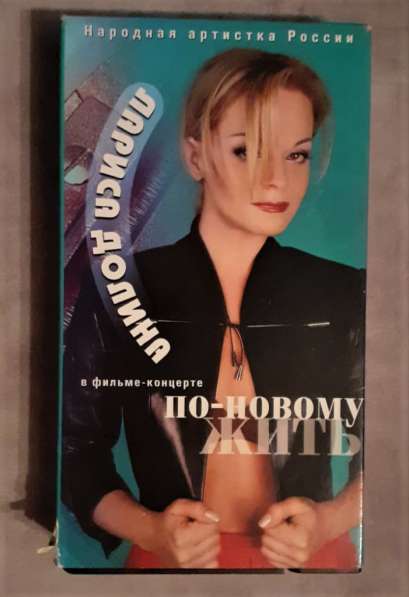 Народная артистка России
ЛАРИСА ДОЛИНА
в фильме-концерте
ПО-НОВОМУ
ЖИТЬ